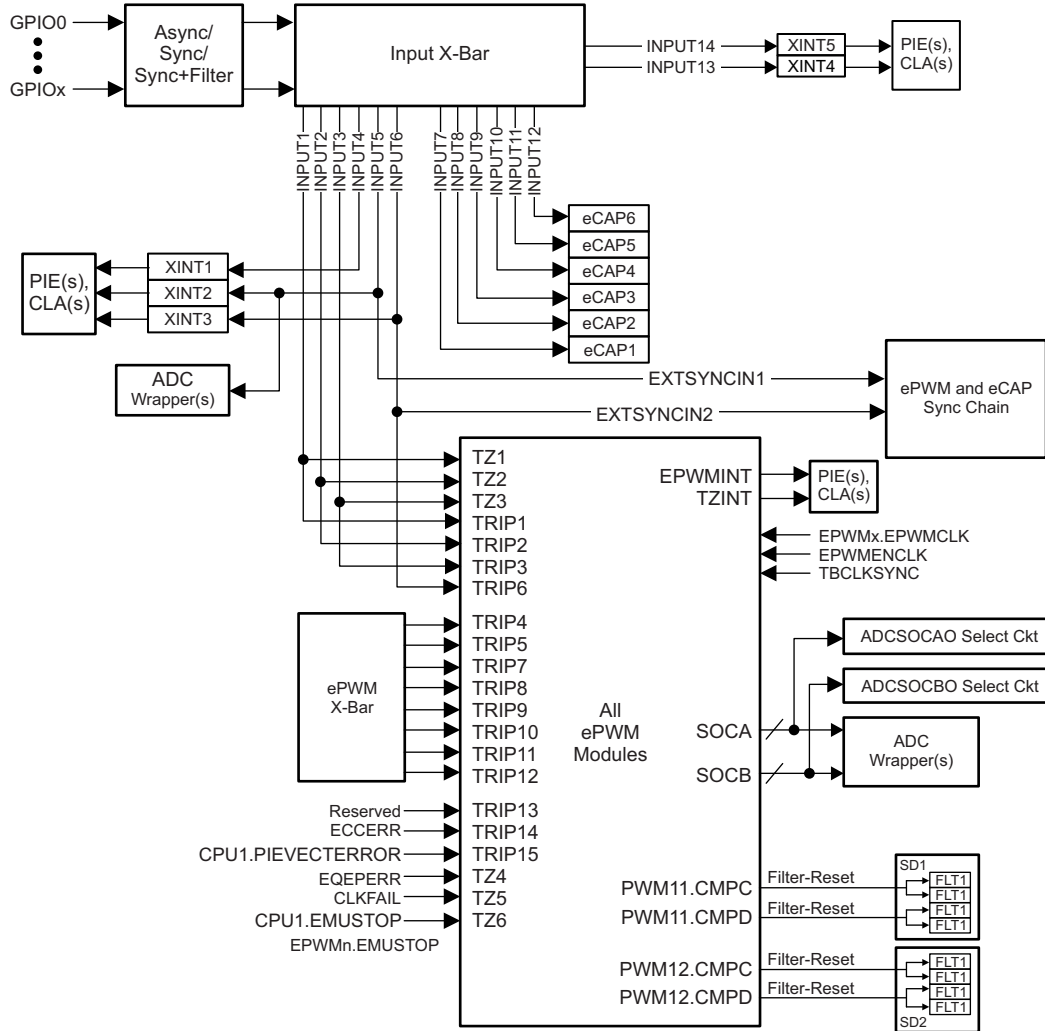 GPIO0
GPIOx
Async/
Sync/
Sync+Filter
Input X-Bar
INPUT14
INPUT13
XINT5
XINT4
PIE(s),
CLA(s)
INPUT1
INPUT2
INPUT3
INPUT4
INPUT5
INPUT6
INPUT7
INPUT8
INPUT9
INPUT10
INPUT11
INPUT12
eCAP6
eCAP5
eCAP4
eCAP3
eCAP2
eCAP1
PIE(s),
CLA(s)
XINT1
XINT2
XINT3
ADC
Wrapper(s)
EXTSYNCIN1
EXTSYNCIN2
ePWM and eCAP
Sync Chain
TZ1
TZ2
TZ3
TRIP1
TRIP2
TRIP3
TRIP6
EPWMINT
TZINT
PIE(s),
CLA(s)
EPWMx.EPWMCLK
EPWMENCLK
TBCLKSYNC
ePWM
X-Bar
TRIP4
TRIP5
TRIP7
TRIP8
TRIP9
TRIP10
TRIP11
TRIP12
All
ePWM
Modules
SOCA
SOCB
ADCSOCAO Select Ckt
ADCSOCBO Select Ckt
ADC
Wrapper(s)
Reserved
ECCERR
CPU1.PIEVECTERROR
EQEPERR
CLKFAIL
CPU1.EMUSTOP
EPWMn.EMUSTOP
TRIP13
TRIP14
TRIP15
TZ4
TZ5
TZ6
PWM11.CMPC
PWM11.CMPD
PWM12.CMPC
PWM12.CMPD
Filter-Reset
Filter-Reset
Filter-Reset
Filter-Reset
SD1
FLT1
FLT1
FLT1
FLT1
FLT1
FLT1
FLT1
FLT1
SD2